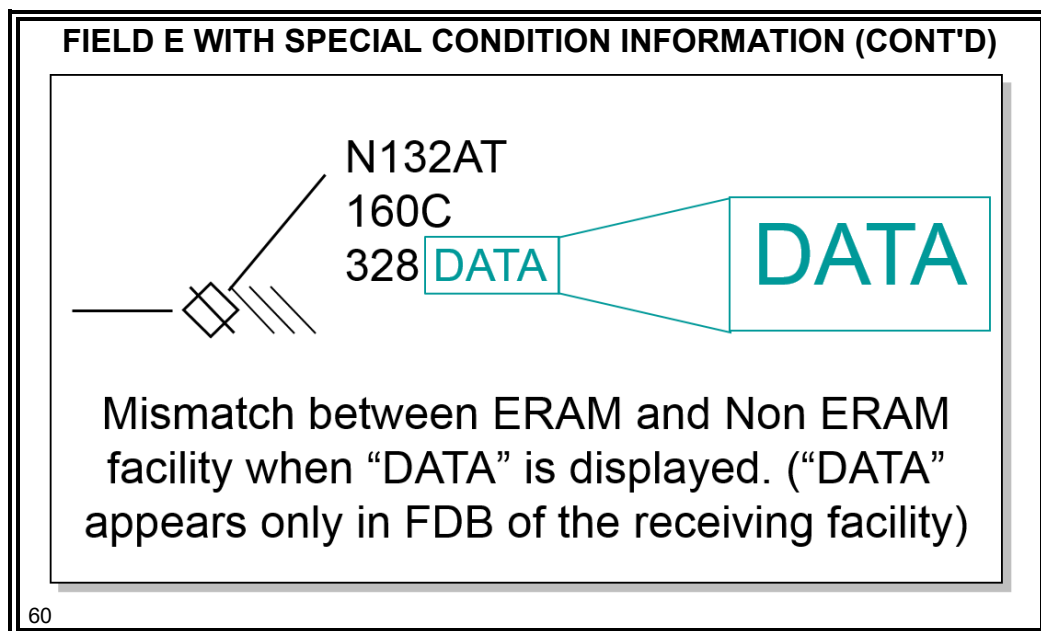 FIELD E WITH SPECIAL CONDITION INFORMATION (CONT'D)
N132AT
160C
328 DATA
DATA
Mismatch between ERAM and Non ERAM
facility when “DATA” is displayed. (“DATA”
appears only in FDB of the receiving facility)
60